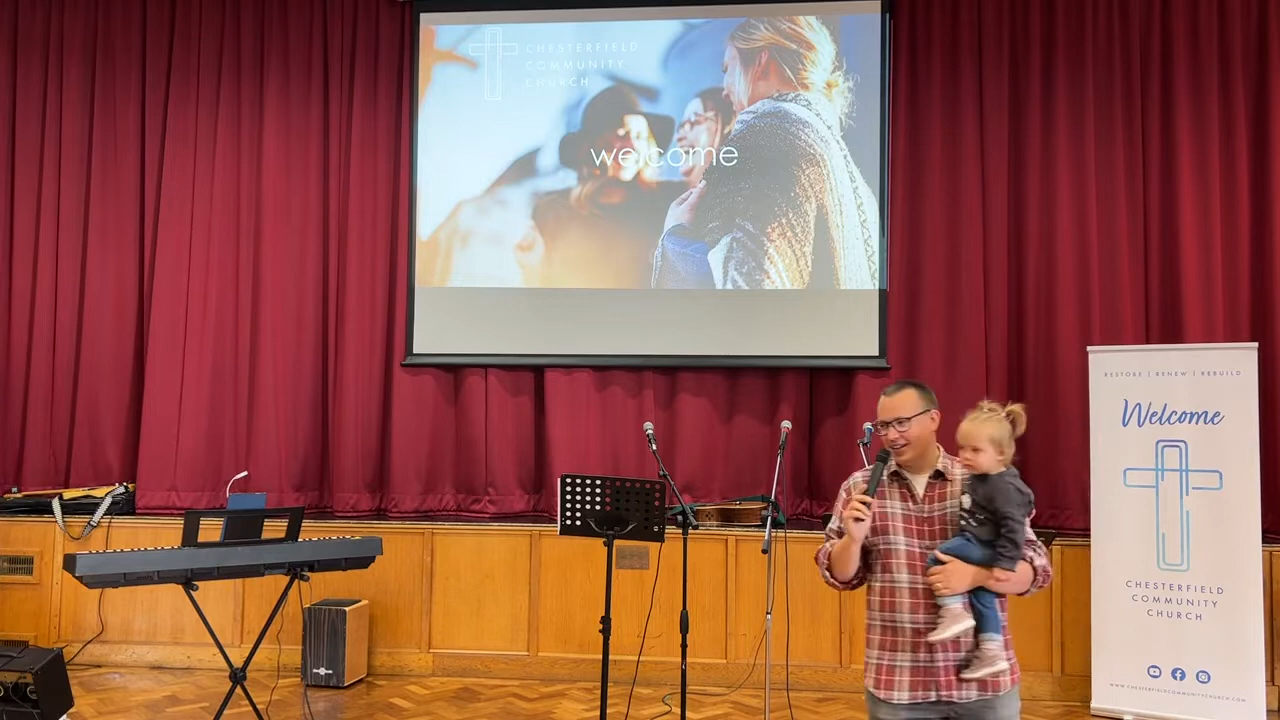 CHESTERFIELD
COMMUNITY
CHURCH
welcome
RESTORE | RENEW | REBUILD
Welcome
CHESTERFIELD
COMMUNITY
CHURCH
WWW.CHESTERFIELDCOMMUNITYCHURCH.COM